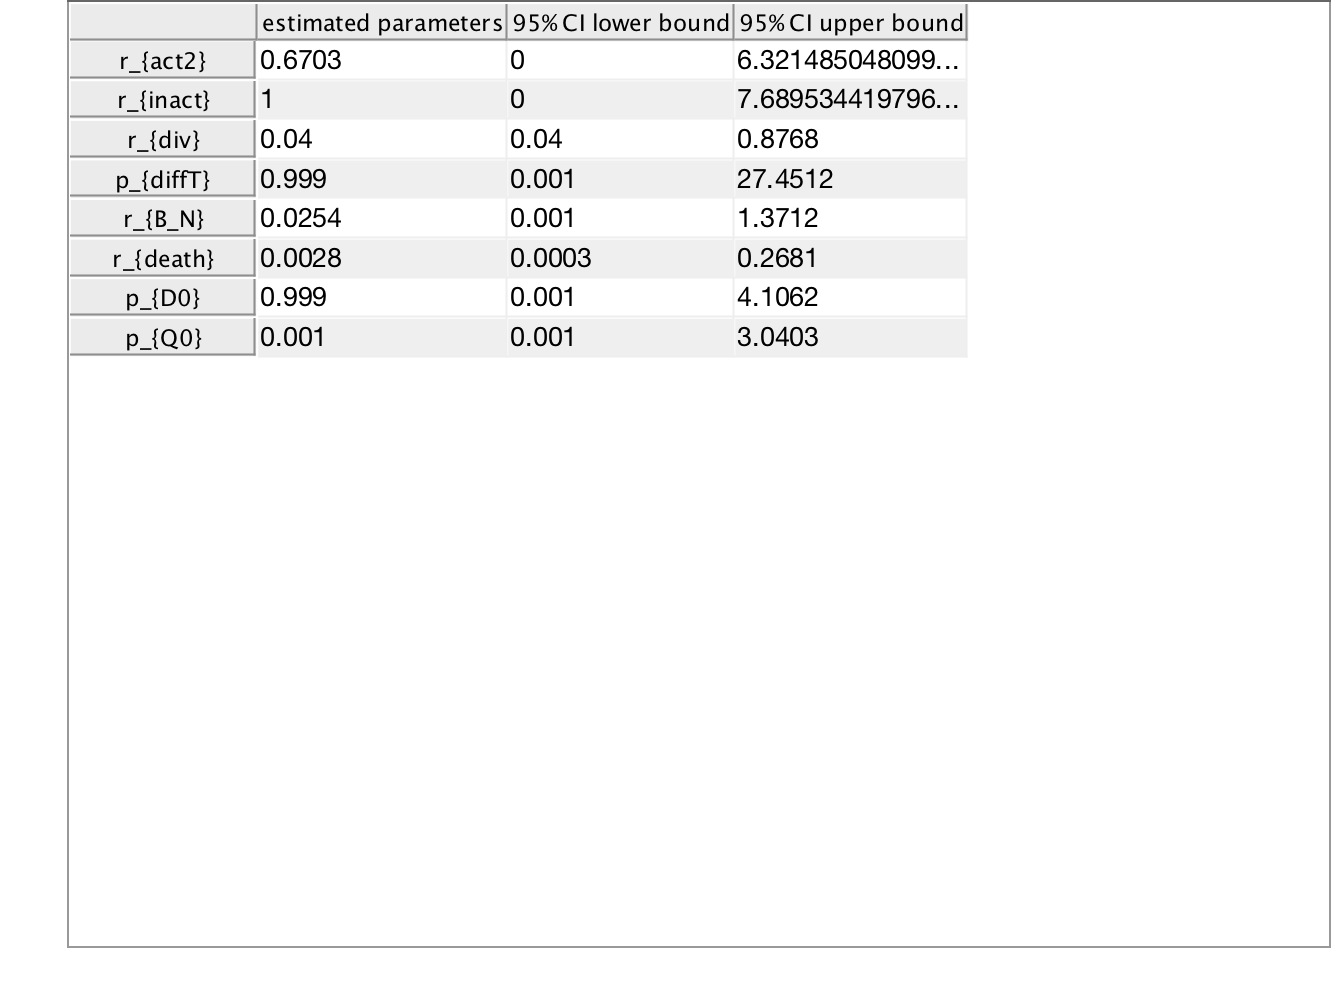 estimated parameters 95% CI lower bound 95% CI upper bound
r_{act2} 0.6703 0 6.321485048099...
r_{inact} 1 0 7.689534419796...
r_{div} 0.04 0.04 0.8768
p_{diffT} 0.999 0.001 27.4512
r_{B_N} 0.0254 0.001 1.3712
r_{death} 0.0028 0.0003 0.2681
p_{D0} 0.999 0.001 4.1062
p_{Q0} 0.001 0.001 3.0403